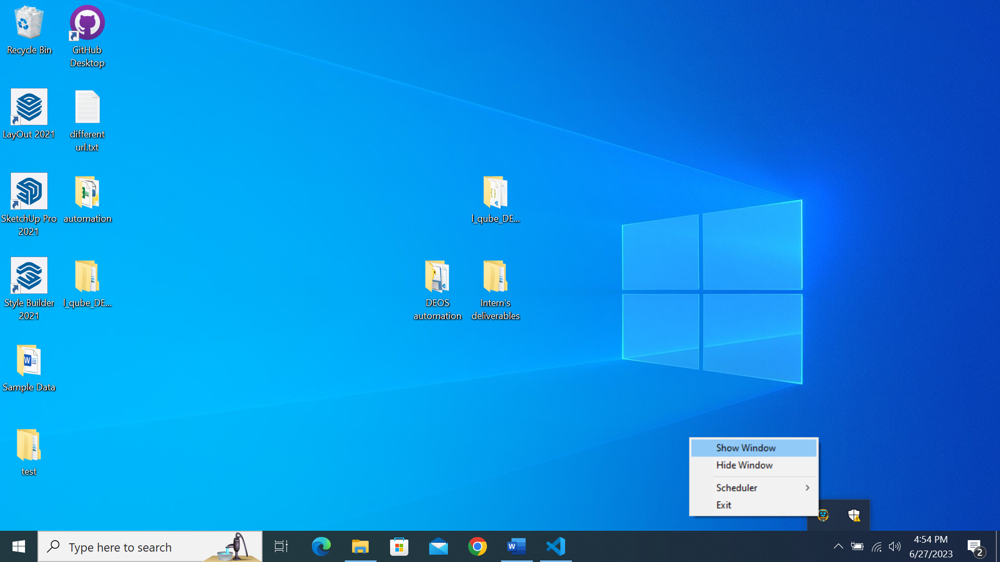 Recycle Bin
GitHub
Desktop
LayOut 2021
different
url.txt
SketchUp Pro
2021
automation
l_qube_DE...
Style Builder
2021
l_qube_DE...
DEOS
automation
Intern's
deliverables
Sample Data
test
Show Window
Hide Window
Scheduler
Exit
Type here to search
4:54 PM
6/27/2023
2